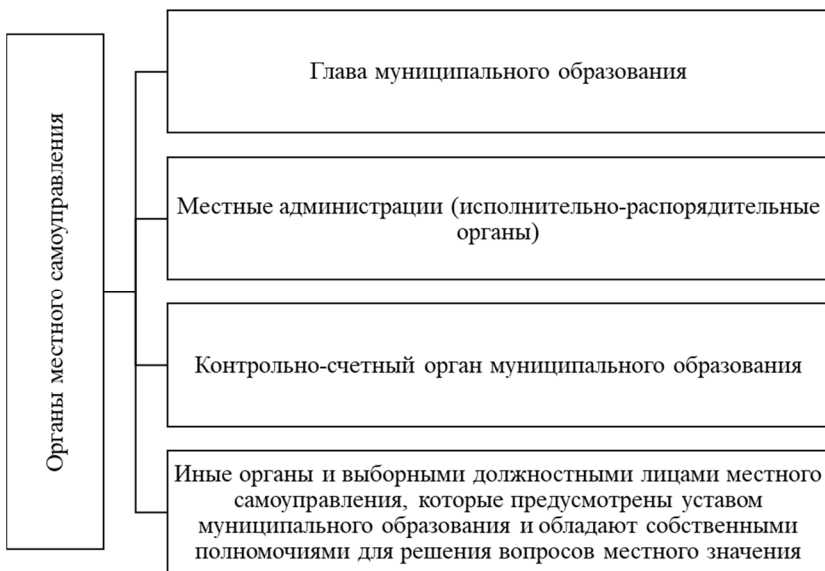 Органы местного самоуправления
Глава муниципального образования
Местные администрации (исполнительно-распорядительные
органы)
Контрольно-счетный орган муниципального образования
Иные органы и выборными должностными лицами местного
самоуправления, которые предусмотрены уставом
муниципального образования и обладают собственными
полномочиями для решения вопросов местного значения